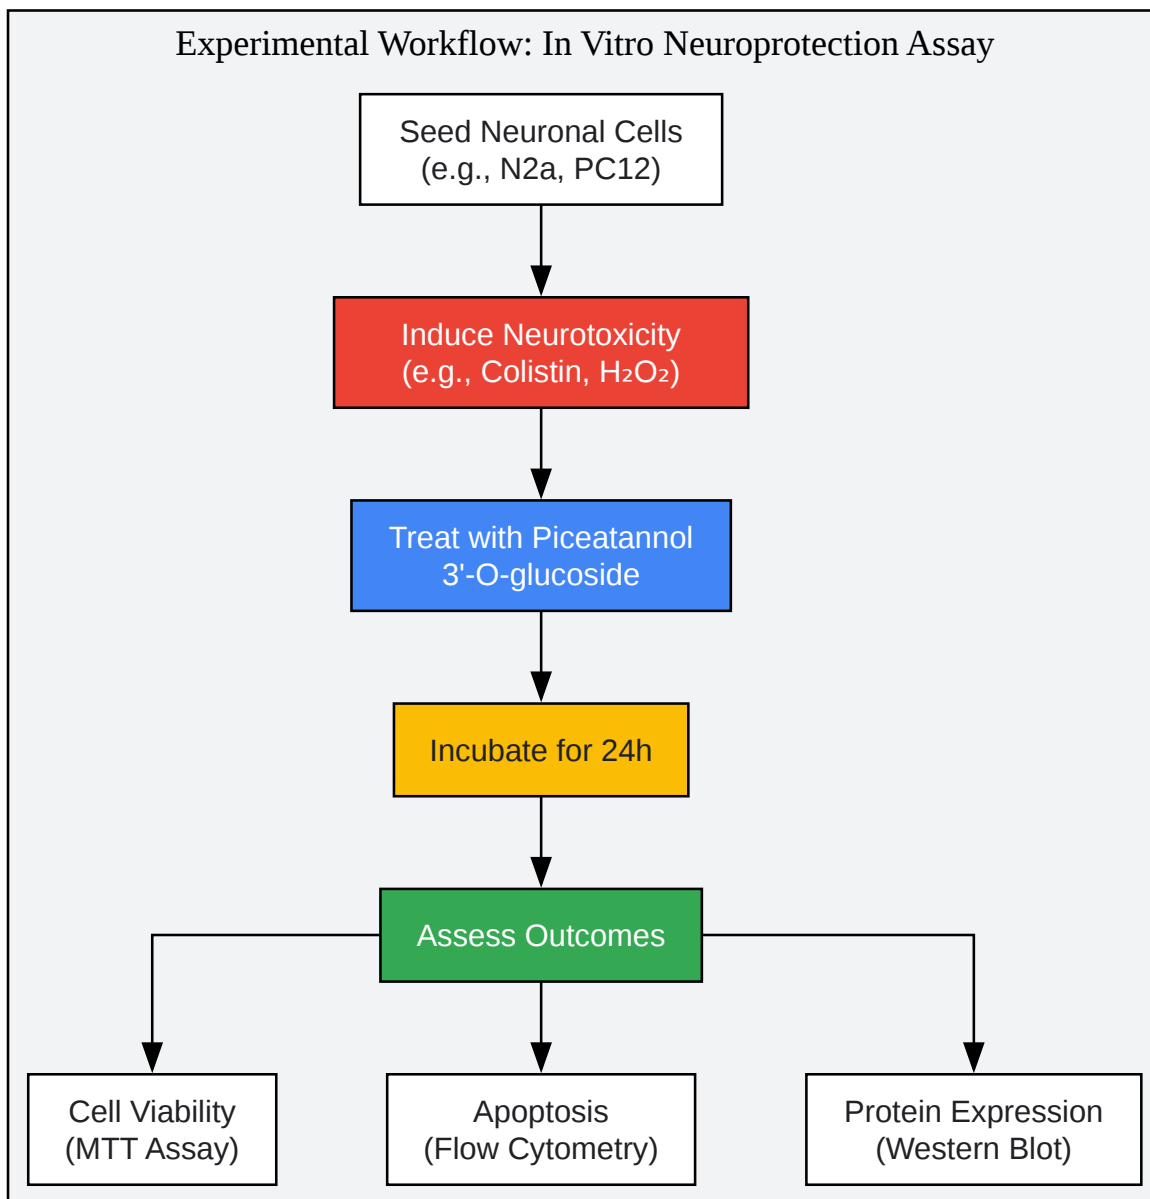 Experimental Workflow: In Vitro Neuroprotection Assay
Seed Neuronal Cells
(e.g., N2a, PC12)
Induce Neurotoxicity
(e.g., Colistin, H₂O₂)
Treat with Piceatannol
3'-O-glucoside
Incubate for 24h
Assess Outcomes
Cell Viability
(MTT Assay)
Apoptosis
(Flow Cytometry)
Protein Expression
(Western Blot)